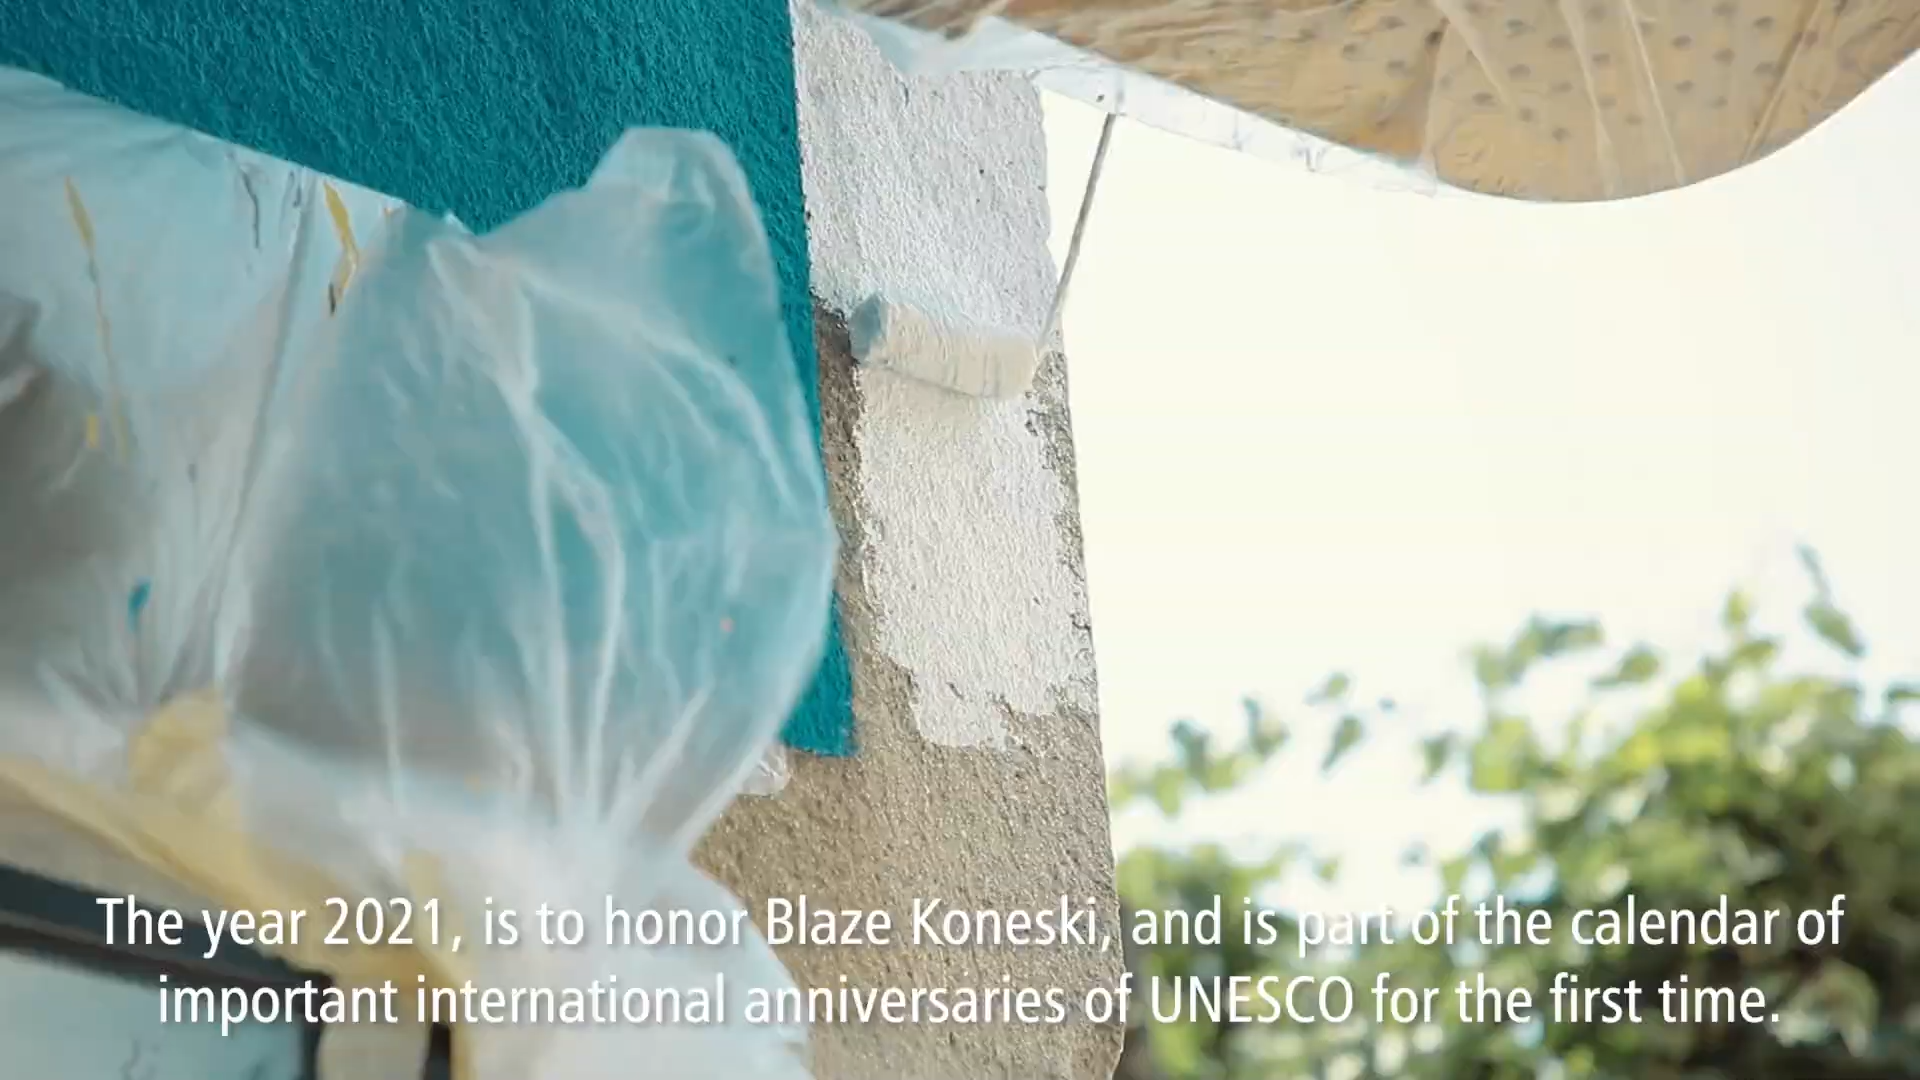 The year 2021, is to honor Blaze Koneski, and is part of the calendar of
important international anniversaries of UNESCO for the first time.